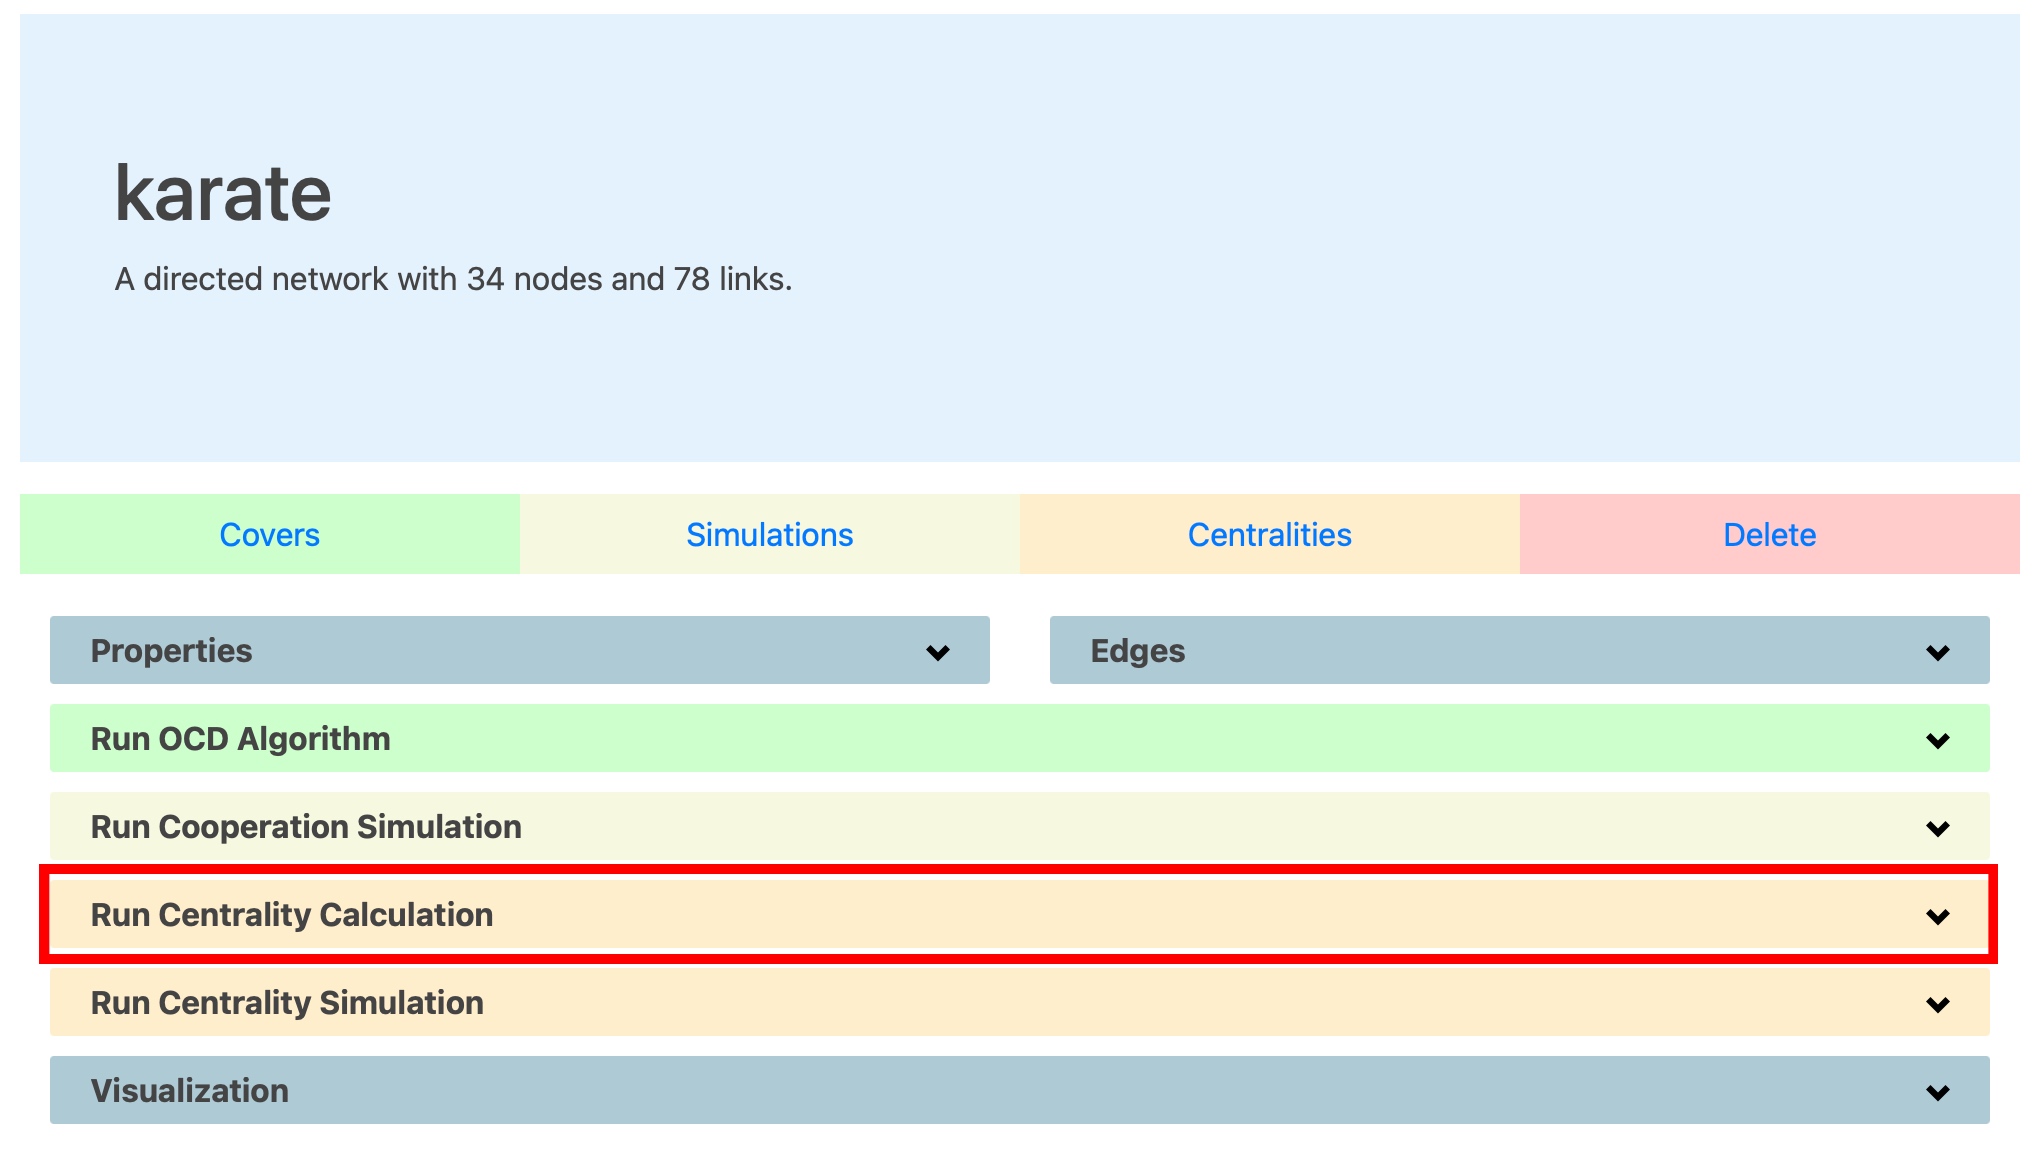 karate
A directed network with 34 nodes and 78 links.
Covers
Simulations
Centralities
Delete
Properties
Edges
Run OCD Algorithm
Run Cooperation Simulation
Run Centrality Calculation
Run Centrality Simulation
Visualization